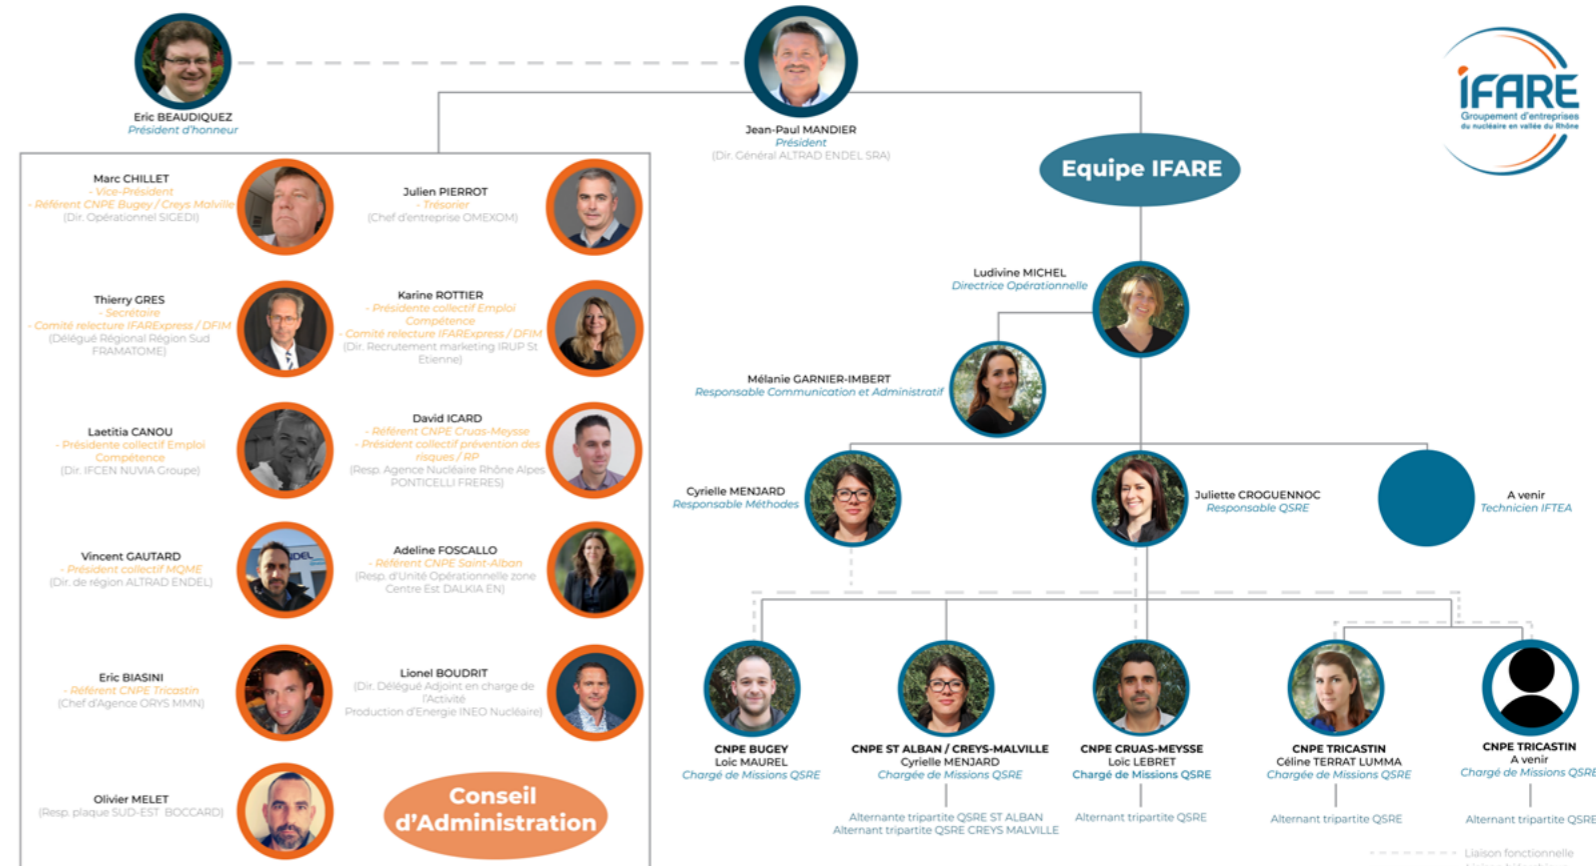 Eric BEAUDIQUEZ
Président d'honneur
Jean-Paul MANDIER
Président
(Dir. Général ALTRAD ENDEL SRA)
iFARE
Groupement d'entreprises
du nucléaire en vallée du Rhône
Equipe IFARE
Marc CHILLET
- Vice-Président
- Référent CNPE Bugey / Creys Malville
(Dir. Opérationnel SIGEDI)
Julien PIERROT
- Trésorier
(Chef d'entreprise OMEXOM)
Thierry GRES
- Secrétaire
- Comité relecture IFARExpress / DFIM
(Délégué Régional Région Sud
FRAMATOME)
Karine ROTTIER
- Présidente collectif Emploi
Compétence
- Comité relecture IFARExpress / DFIM
(Dir. Recrutement marketing IRUP St
Etienne)
Laetitia CANOU
- Présidente collectif Emploi
Compétence
(Dir. IFCEN NUVIA Groupe)
David ICARD
- Référent CNPE Cruas-Meysse
- Président collectif prévention des
risques / RP
(Resp. Agence Nucléaire Rhône Alpes
PONTICELLI FRERES)
Vincent GAUTARD
- Président collectif MQME
(Dir. de région ALTRAD ENDEL)
Adeline FOSCALLO
- Référent CNPE Saint-Alban
(Resp. d'Unité Opérationnelle zone
Centre Est DALKIA EN)
Eric BIASINI
- Référent CNPE Tricastin
(Chef d'Agence ORYS MMN)
Lionel BOUDRIT
(Dir. Délégué Adjoint en charge de
l'Activité
Production d'Energie INEO Nucléaire)
Olivier MELET
(Resp. plaque SUD-EST BOCCARD)
Conseil
d'Administration
Ludivine MICHEL
Directrice Opérationnelle
Mélanie GARNIER-IMBERT
Responsable Communication et Administratif
Cyrielle MENJARD
Responsable Méthodes
Juliette CROGUENNOC
Responsable QSRE
A venir
Technicien IFTEA
CNPE BUGEY
Loic MAUREL
Chargé de Missions QSRE
CNPE ST ALBAN / CREYS-MALVILLE
Cyrielle MENJARD
Chargée de Missions QSRE
Alternante tripartite QSRE ST ALBAN
Alternant tripartite QSRE CREYS MALVILLE
CNPE CRUAS-MEYSSE
Loïc LEBRET
Chargé de Missions QSRE
Alternant tripartite QSRE
CNPE TRICASTIN
Céline TERRAT LUMMA
Chargée de Missions QSRE
Alternant tripartite QSRE
CNPE TRICASTIN
A venir
Chargé de Missions QSRE
Alternant tripartite QSRE
Liaison fonctionnelle